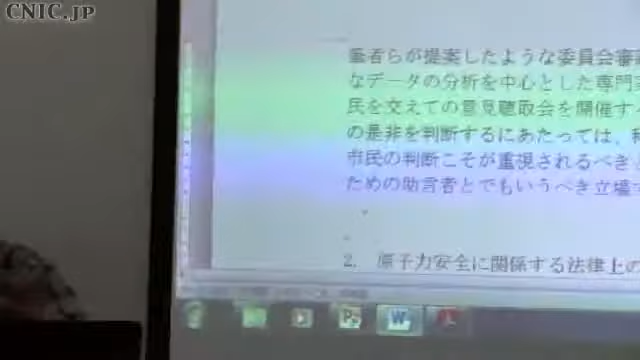 CNIC.jp
筆者らが提案したような委員会審
なデータの分析を中心とした専門
民を交えての意見聴取会を開催す
の是非を判断するにあたっては、
市民の判断こそが重視されるべき
ための助言者とでもいうべき立場
2. 原子力安全に関係する法律上の